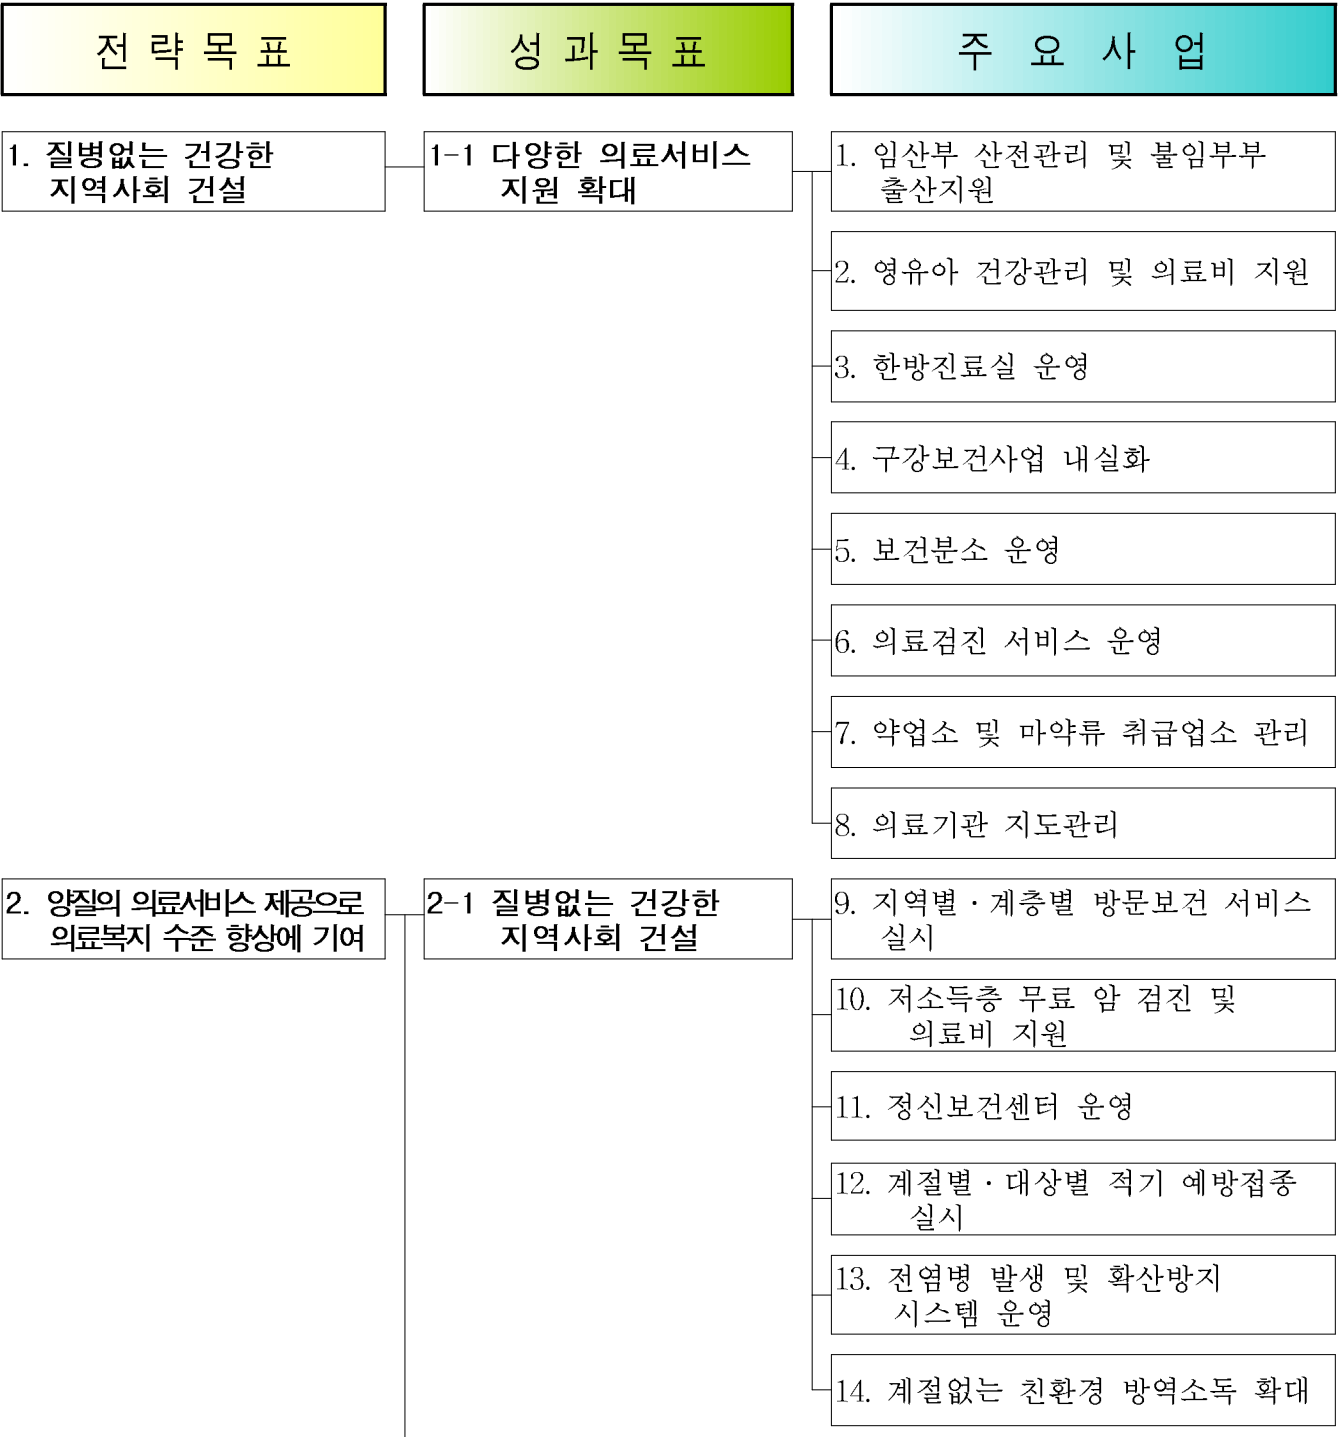 전 략 목 표
성 과 목 표
주 요 사 업
1. 질병없는 건강한
지역사회 건설
1-1 다양한 의료서비스
지원 확대
1. 임산부 산전관리 및 불임부부
출산지원
2. 영유아 건강관리 및 의료비 지원
3. 한방진료실 운영
4. 구강보건사업 내실화
5. 보건분소 운영
6. 의료검진 서비스 운영
7. 약업소 및 마약류 취급업소 관리
8. 의료기관 지도관리
2. 양질의 의료서비스 제공으로
의료복지 수준 향상에 기여
2-1 질병없는 건강한
지역사회 건설
9. 지역별·계층별 방문보건 서비스
실시
10. 저소득층 무료 암 검진 및
의료비 지원
11. 정신보건센터 운영
12. 계절별·대상별 적기 예방접종
실시
13. 전염병 발생 및 확산방지
시스템 운영
14. 계절없는 친환경 방역소독 확대